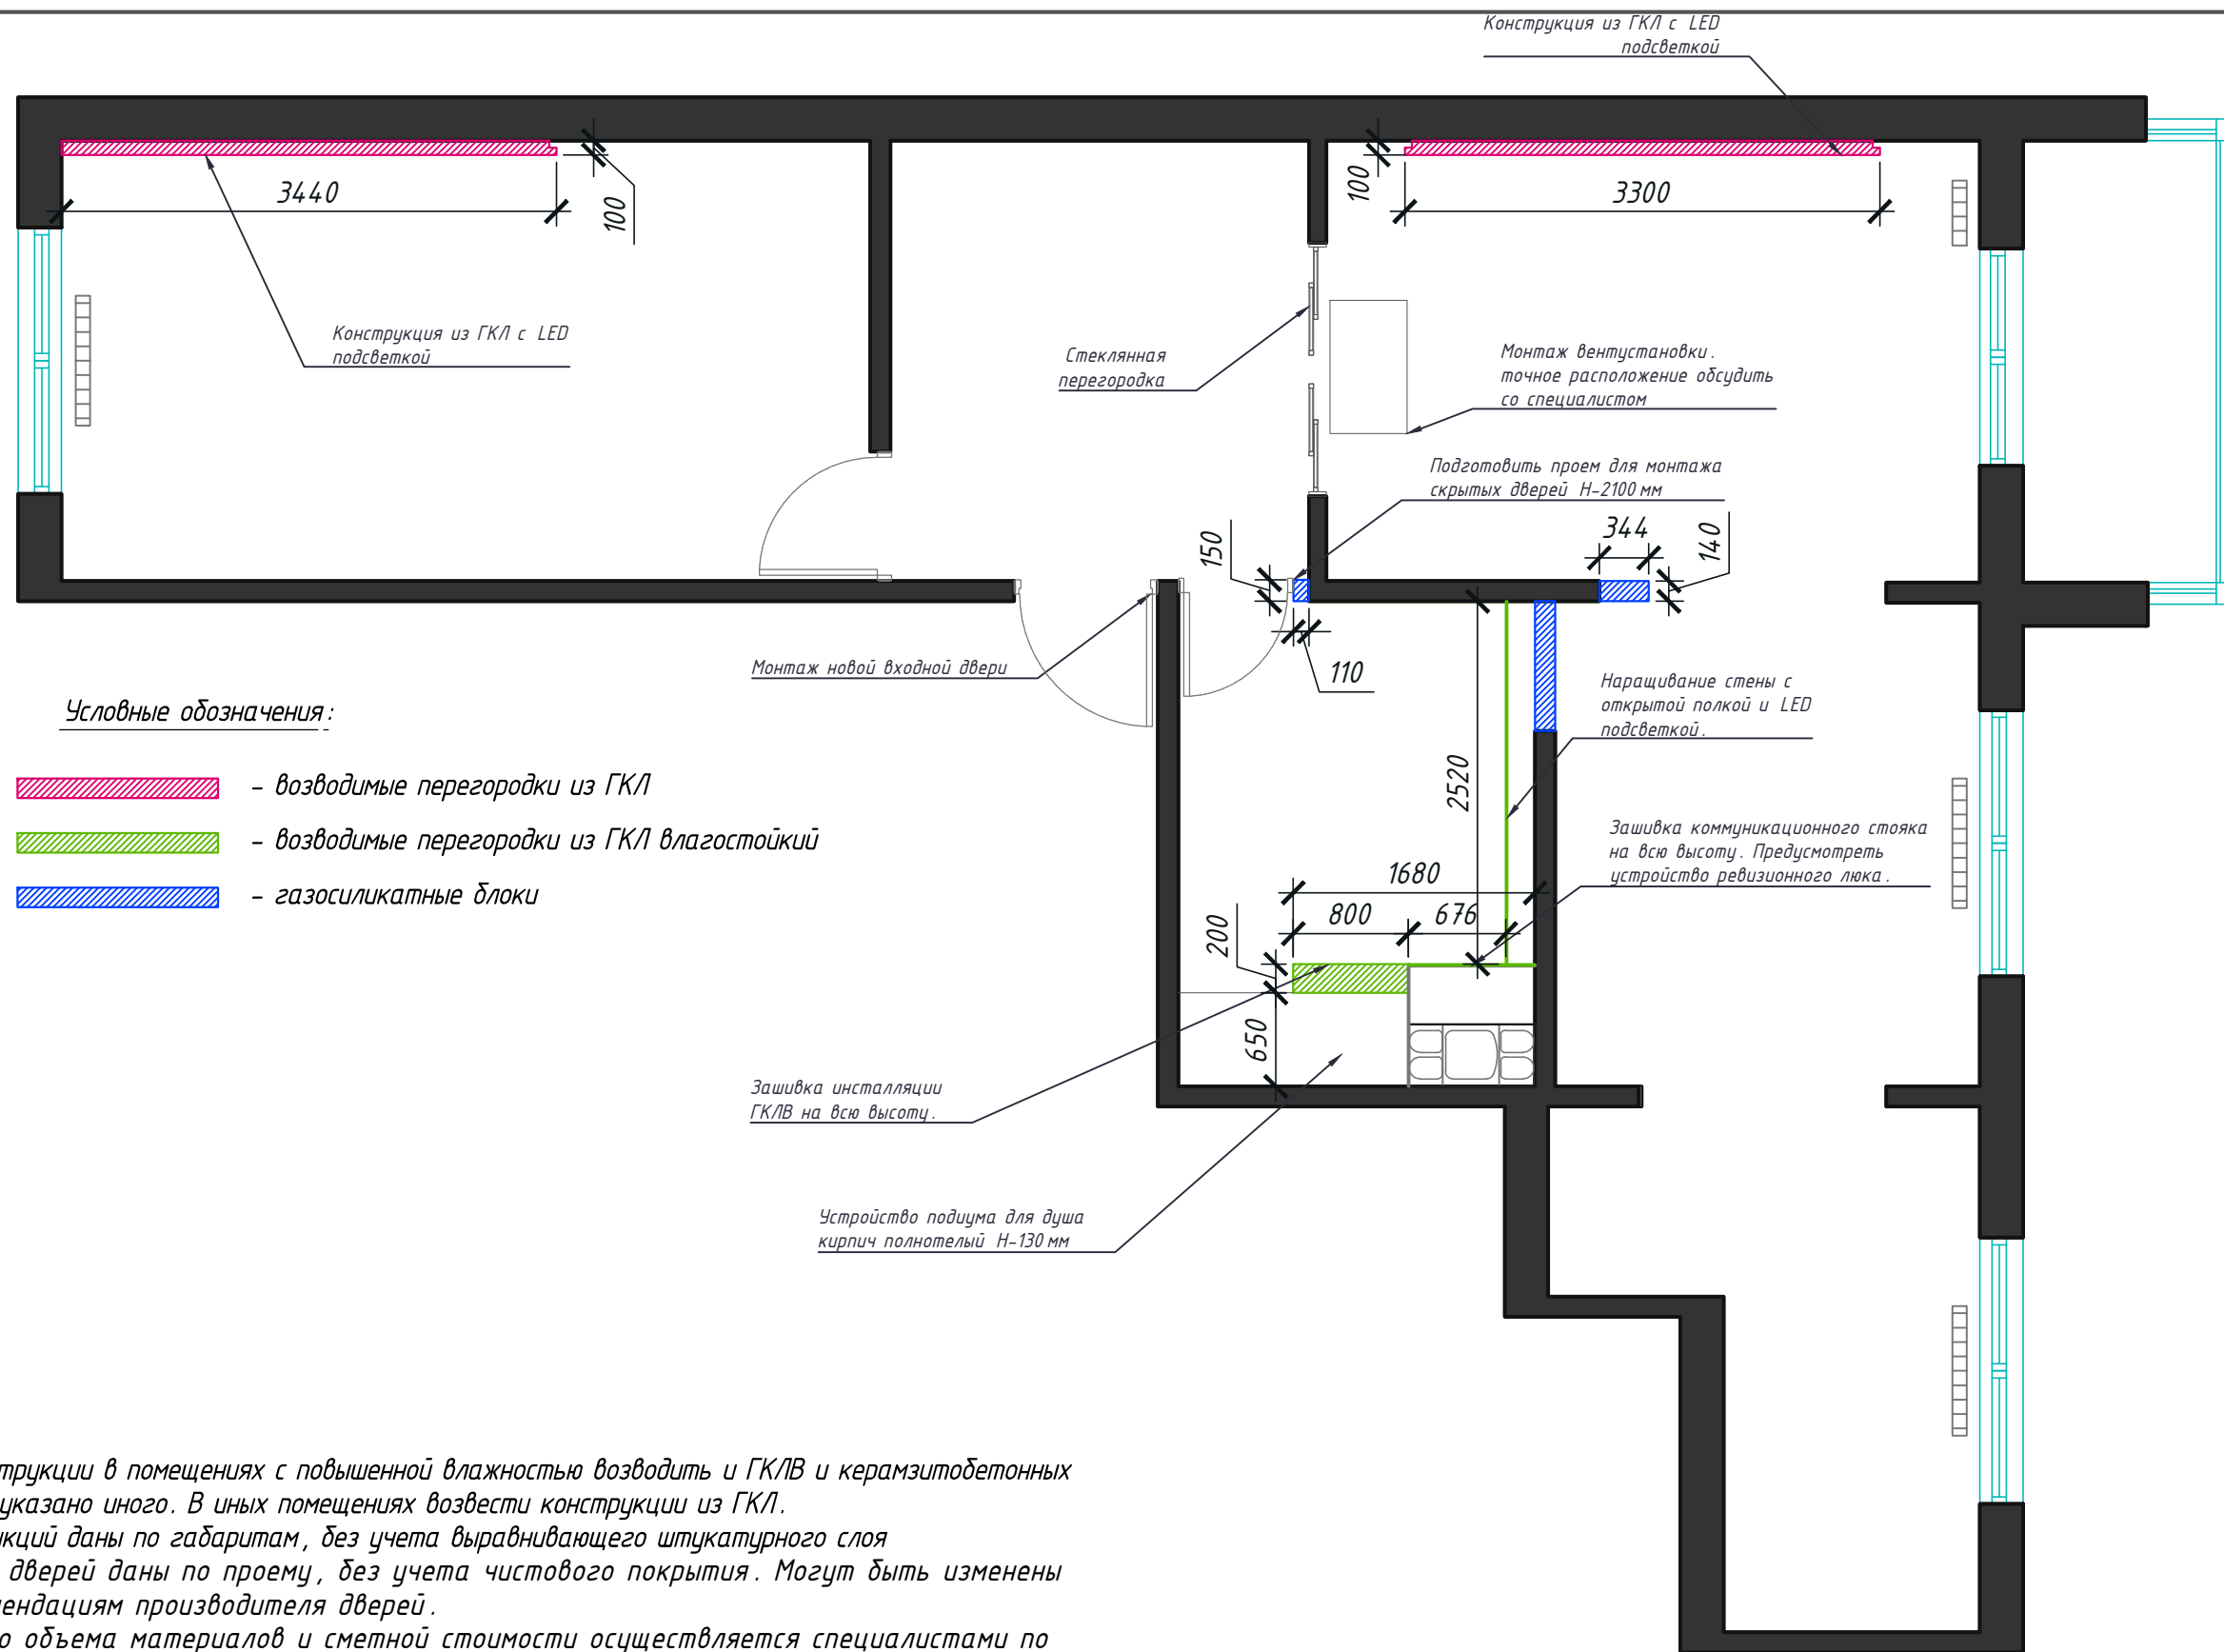 Конструкция из ГКЛ с LED
подсветкой
3440
100
100
3300
Конструкция из ГКЛ с LED
подсветкой
Стеклянная
перегородка
Монтаж вентустановки.
точное расположение обсудить
со специалистом
Подготовить проем для монтажа
скрытых дверей H-2100 мм
150
344
140
Монтаж новой входной двери
110
Наращивание стены с
открытой полкой и LED
подсветкой.
Условные обозначения:
- возводимые перегородки из ГКЛ
- возводимые перегородки из ГКЛ влагостойкий
- газосиликатные блоки
2520
Зашивка коммуникационного стояка
на всю высоту. Предусмотреть
устройство ревизионного люка.
1680
800
676
200
650
Зашивка инсталляции
ГКЛВ на всю высоту.
Устройство подиума для душа
кирпич полнотелый H-130 мм
трукции в помещениях с повышенной влажностью возводить и ГКЛВ и керамзитобетонных
указано иного. В иных помещениях возвести конструкции из ГКЛ.
укций даны по габаритам, без учета выравнивающего штукатурного слоя
дверей даны по проему, без учета чистового покрытия. Могут быть изменены
ендациям производителя дверей.
о объема материалов и сметной стоимости осуществляется специалистами по